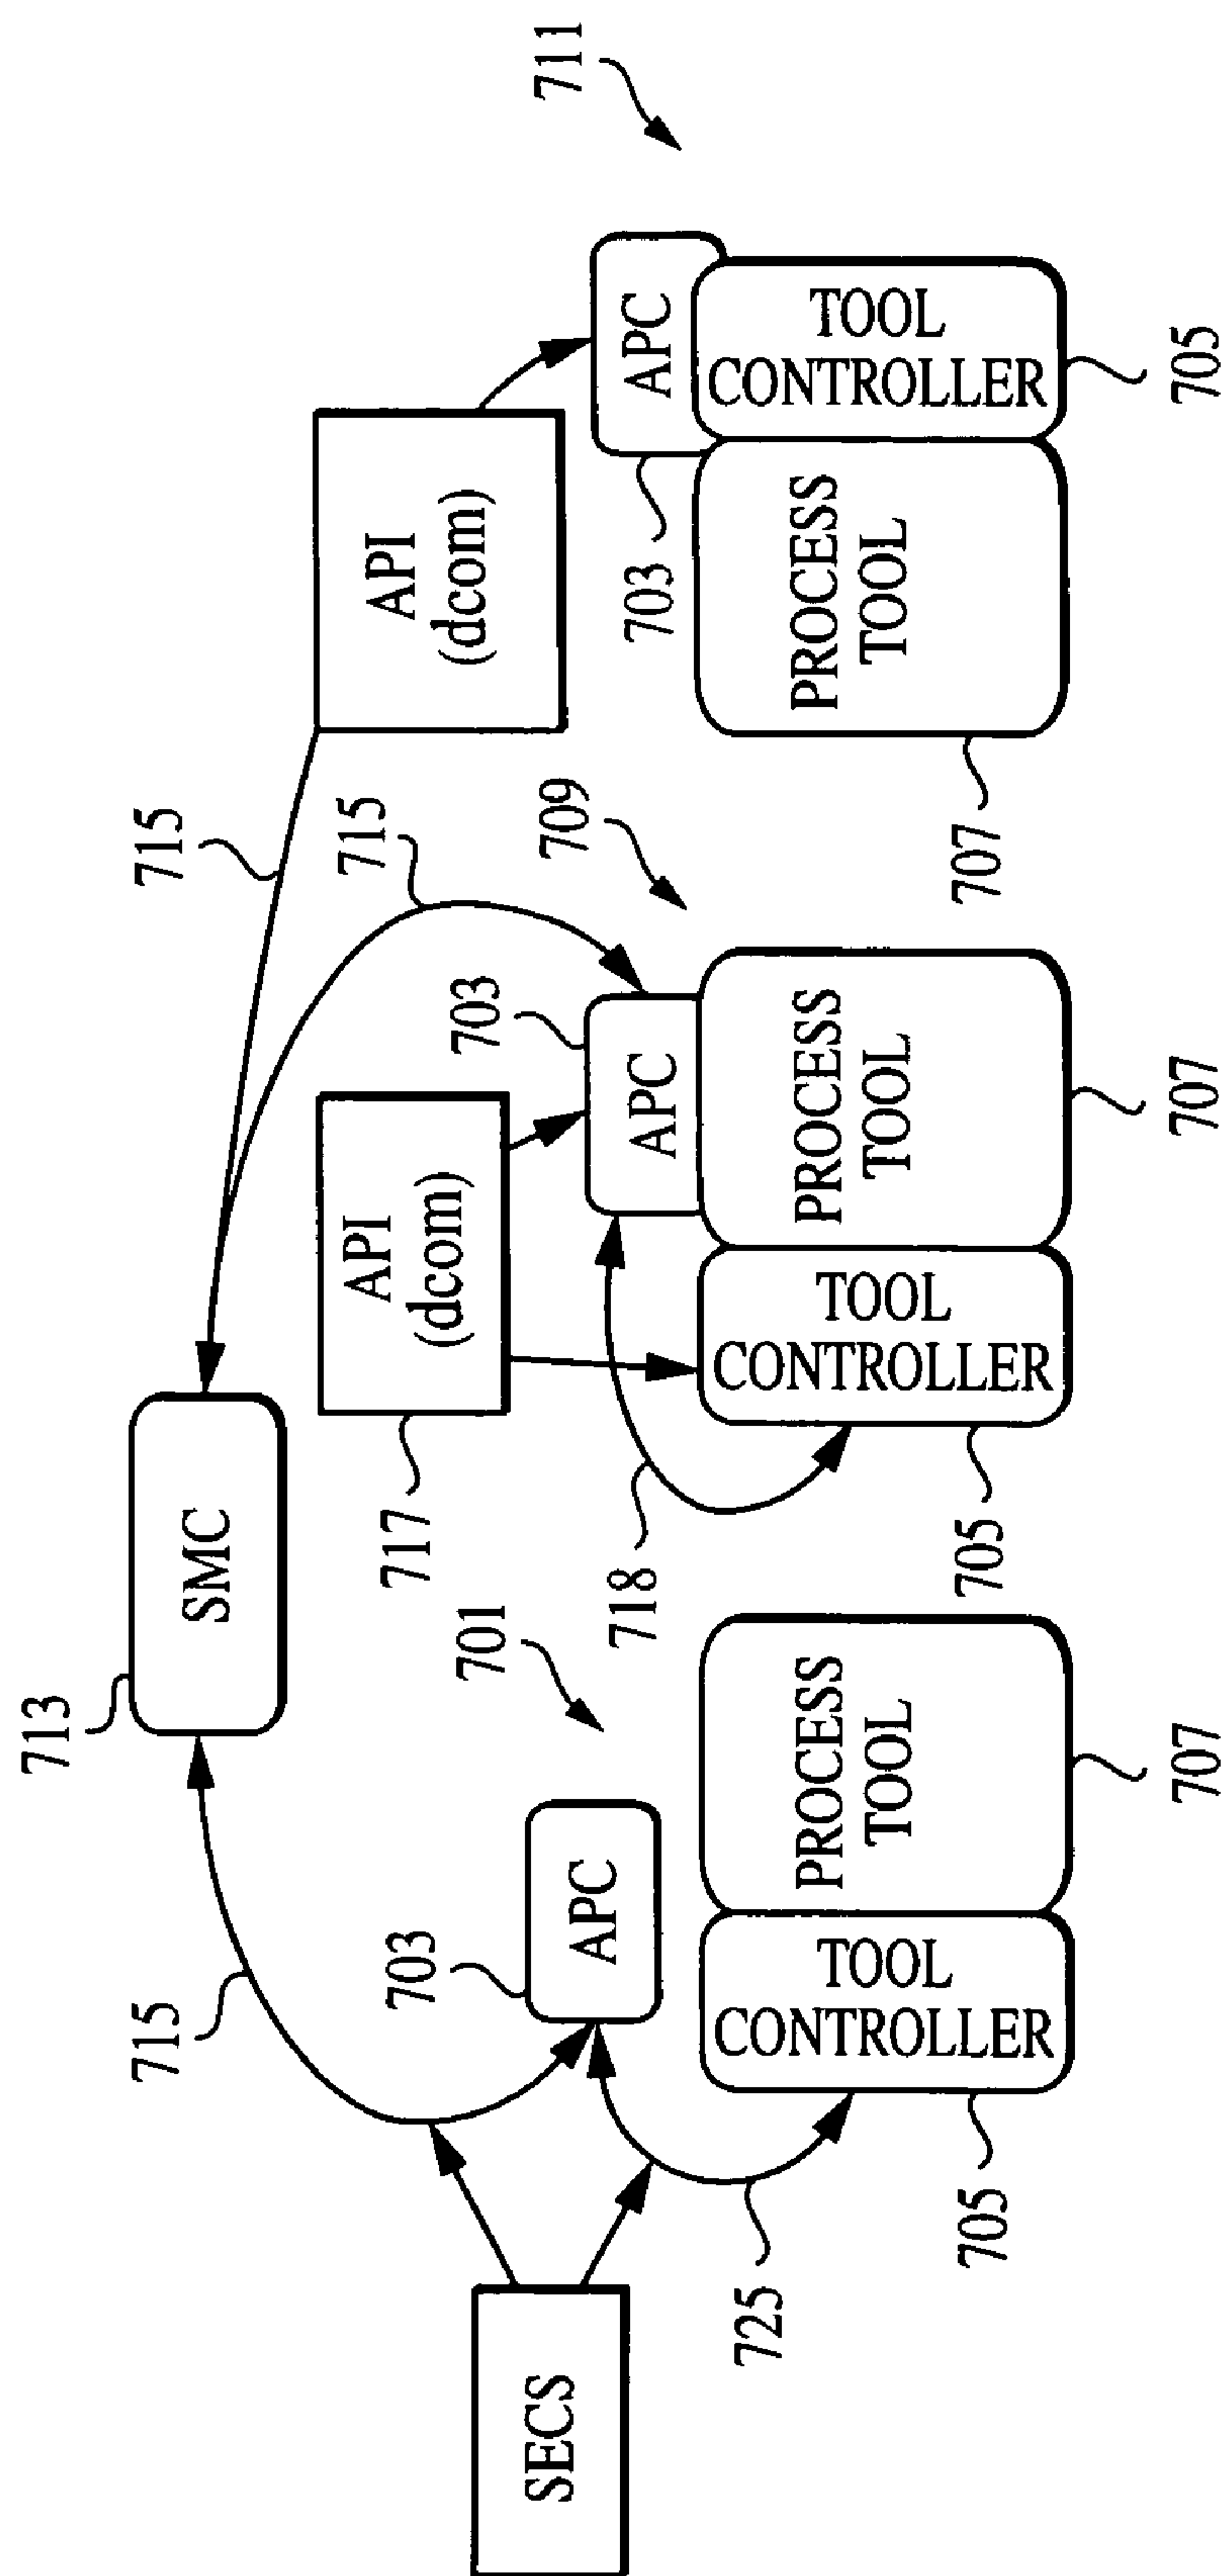 713
SMC
715
715
715
API
(dcom)
711
SECS
703
APC
701
717
API
(dcom)
703
APC
709
703
APC
725
718
TOOL
CONTROLLER
PROCESS
TOOL
TOOL
CONTROLLER
PROCESS
TOOL
PROCESS
TOOL
TOOL
CONTROLLER
705
707
705
707
707
705